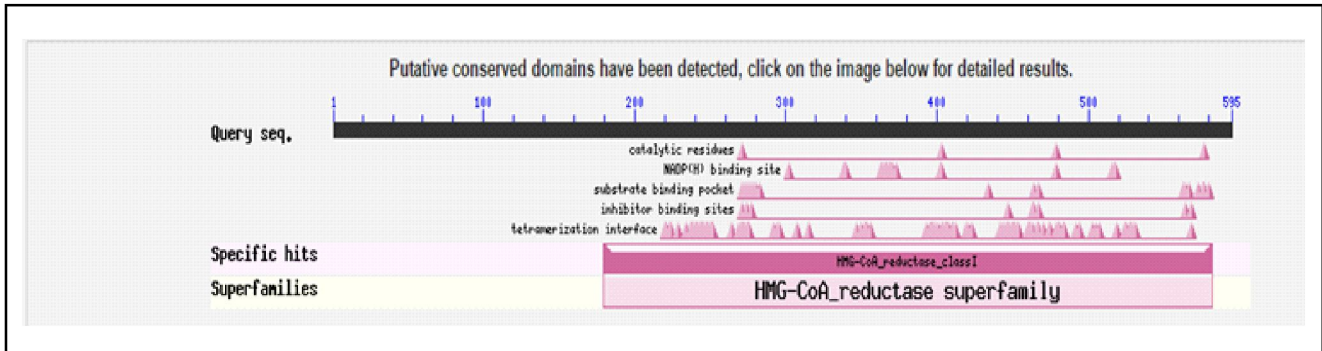 Putative conserved domains have been detected, click on the image below for detailed results.
1 100 200 300 400 500 595
Query seq.
catalytic residues
NADP(H) binding site
substrate binding pocket
inhibitor binding sites
tetramerization interface
Specific hits
HMG-CoA_reductase_classI
Superfamilies
HMG-CoA_reductase superfamily